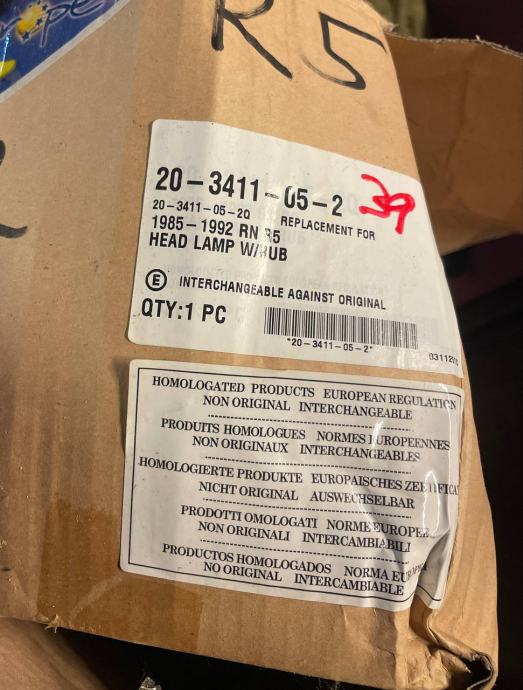 R5
20-3411-05-2 39
20-3411-05-2Q REPLACEMENT FOR
1985-1992 RN R5
HEAD LAMP W/HUB
E INTERCHANGEABLE AGAINST ORIGINAL
QTY:1 PC
"20-3411-05-2"
HOMOLOGATED PRODUCTS EUROPEAN REGULATION
NON ORIGINAL INTERCHANGEABLE
PRODUITS HOMOLOGUES NORMES EUROPEENNES
NON ORIGINAUX INTERCHANGEABLES
HOMOLOGIERTE PRODUKTE EUROPAISCHES
NICHT ORIGINAL AUSWECHSELBAR
PRODOTTI OMOLOGATI NORME EUROPEE
NON ORIGINALI INTERCAMBIABILI
PRODUCTOS HOMOLOGADOS NORMA
NO ORIGINAL INTERCAMBIABLE